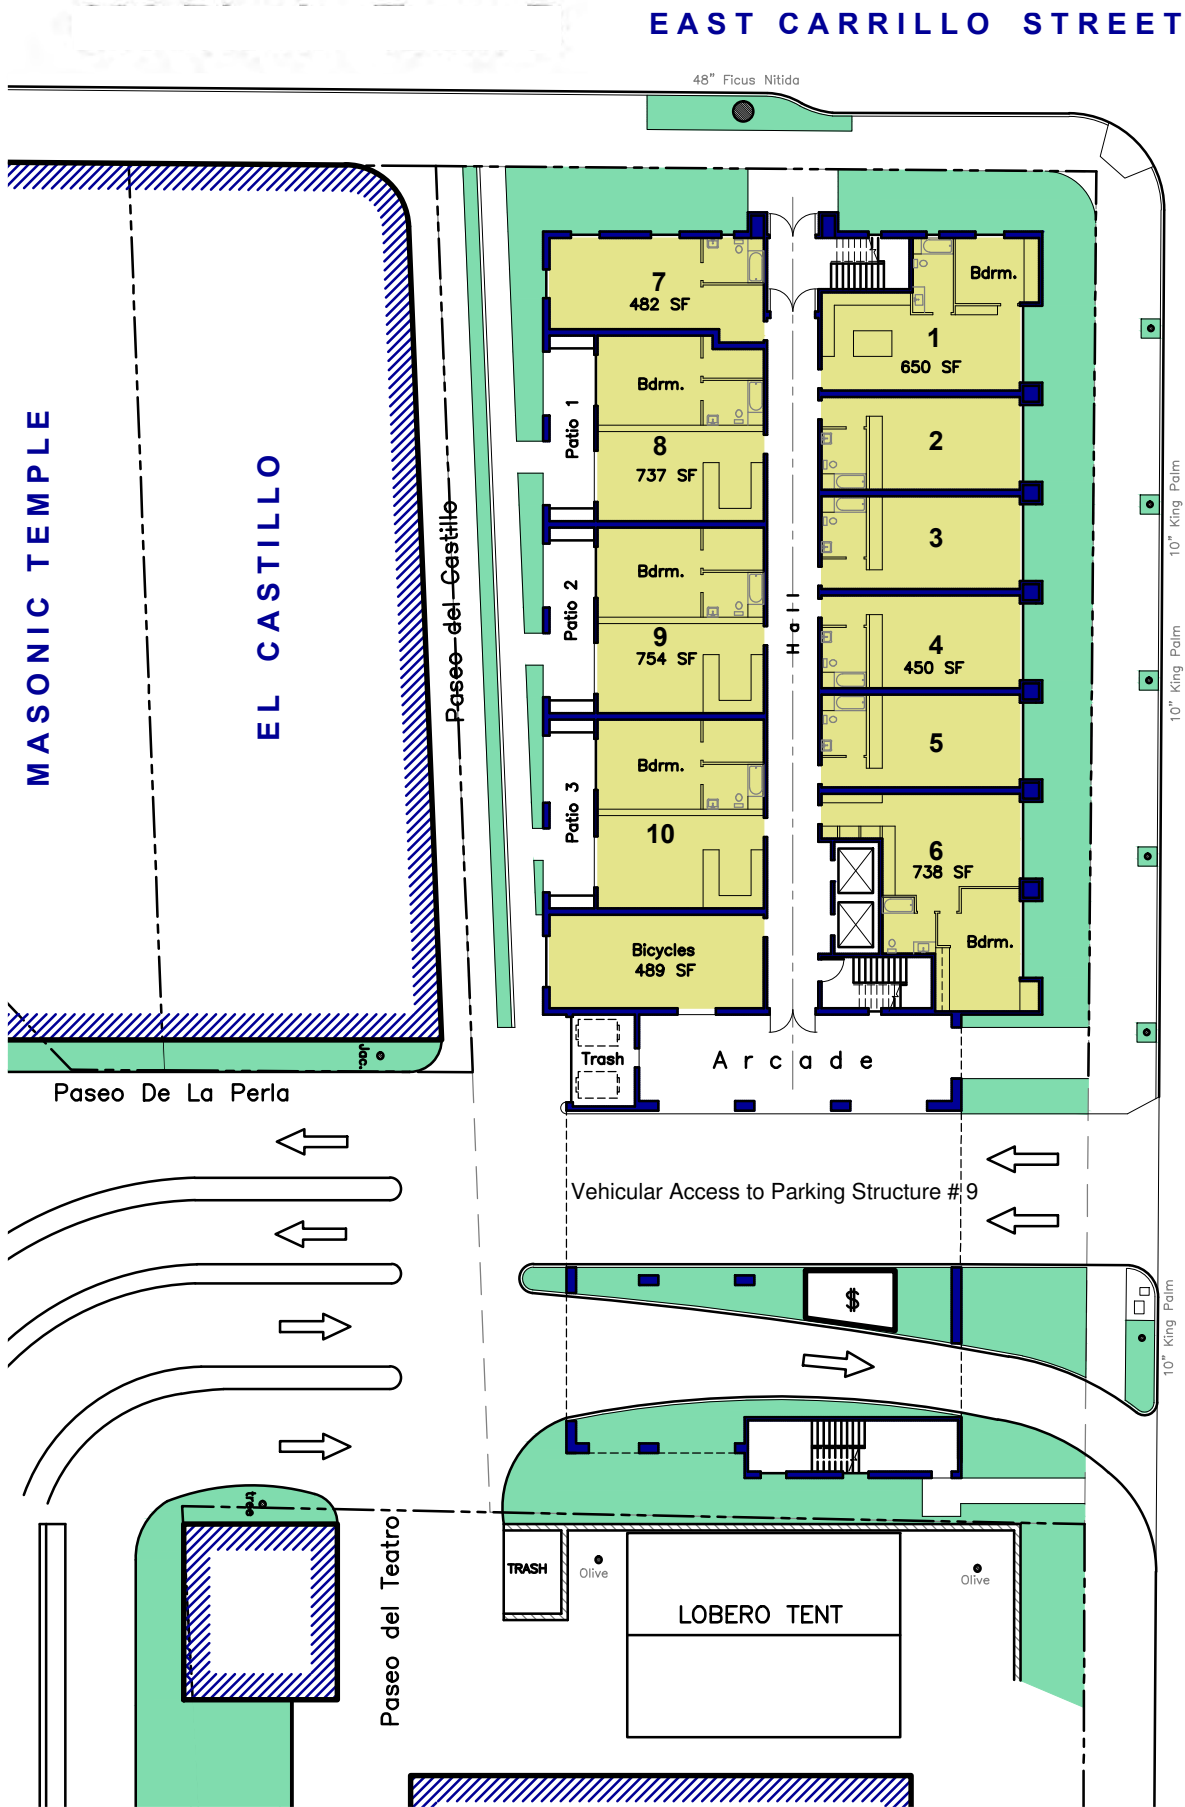 EAST CARRILLO STREET
48" Ficus Nitida
MASONIC TEMPLE
EL CASTILLO
Paseo del Castillo
7
482 SF
Bdrm.
1
650 SF
Patio 1
Bdrm.
8
737 SF
2
3
10" King Palm
Patio 2
Bdrm.
9
754 SF
Hall
4
450 SF
10" King Palm
5
Patio 3
Bdrm.
10
6
738 SF
Bdrm.
Bicycles
489 SF
Jac.
Trash
Arcade
Paseo De La Perla
Vehicular Access to Parking Structure # 9
$
10" King Palm
tree
Paseo del Teatro
TRASH
Olive
Olive
LOBERO TENT